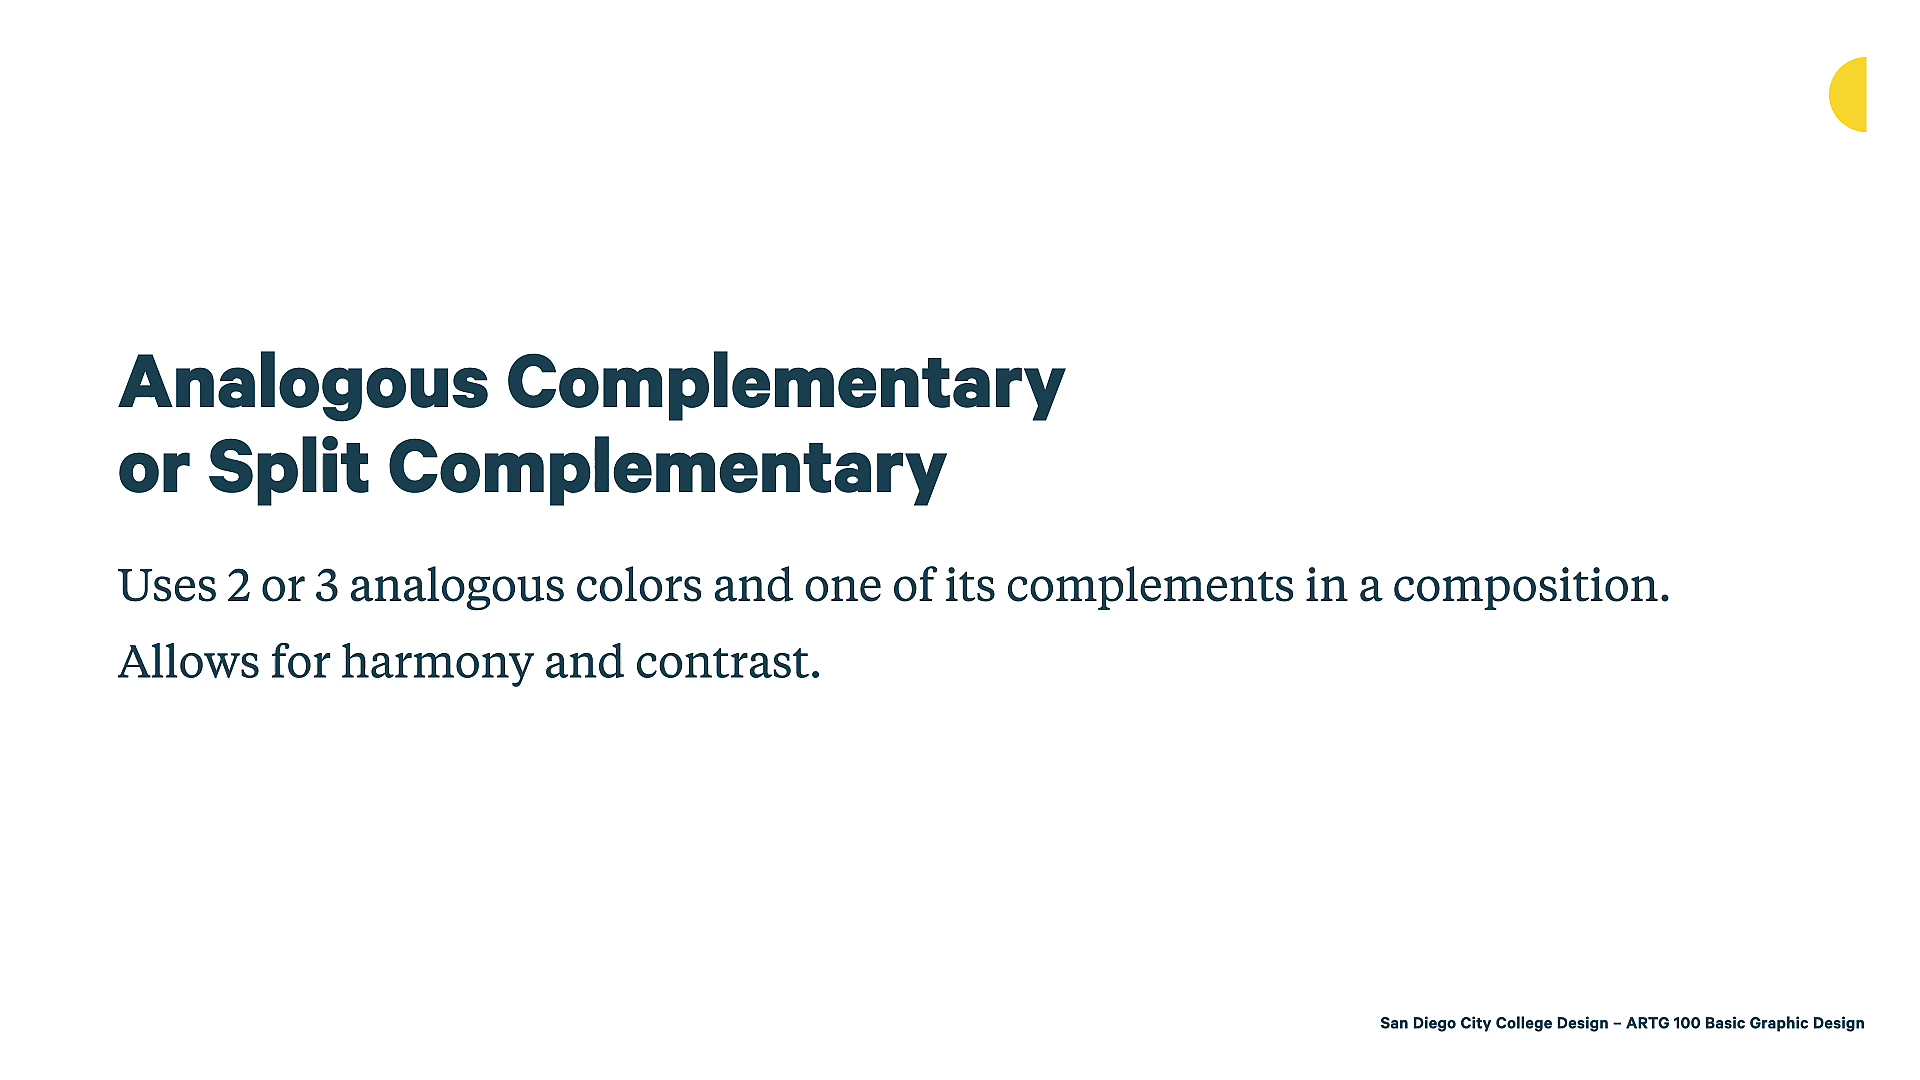 Analogous Complementary
or Split Complementary
Uses 2 or 3 analogous colors and one of its complements in a composition.
Allows for harmony and contrast.
San Diego City College Design – ARTG 100 Basic Graphic Design